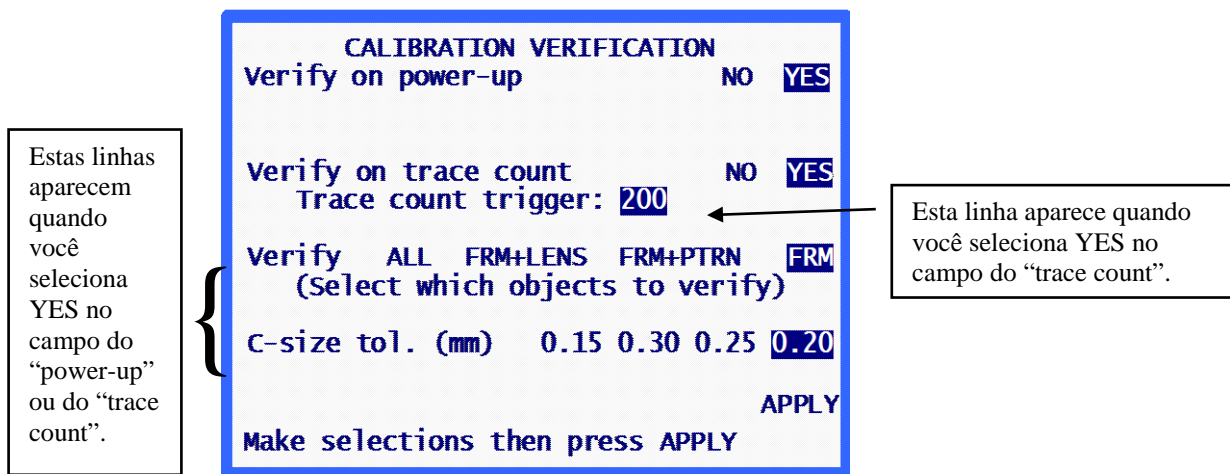 CALIBRATION VERIFICATION
Verify on power-up NO YES
Verify on trace count NO YES
Trace count trigger: 200
Verify ALL FRM+LENS FRM+PTRN FRM
(Select which objects to verify)
C-size tol. (mm) 0.15 0.30 0.25 0.20
APPLY
Make selections then press APPLY
Estas linhas
aparecem
quando
você
seleciona
YES no
campo do
“power-up”
ou do “trace
count”.
Esta linha aparece quando
você seleciona YES no
campo do “trace count”.